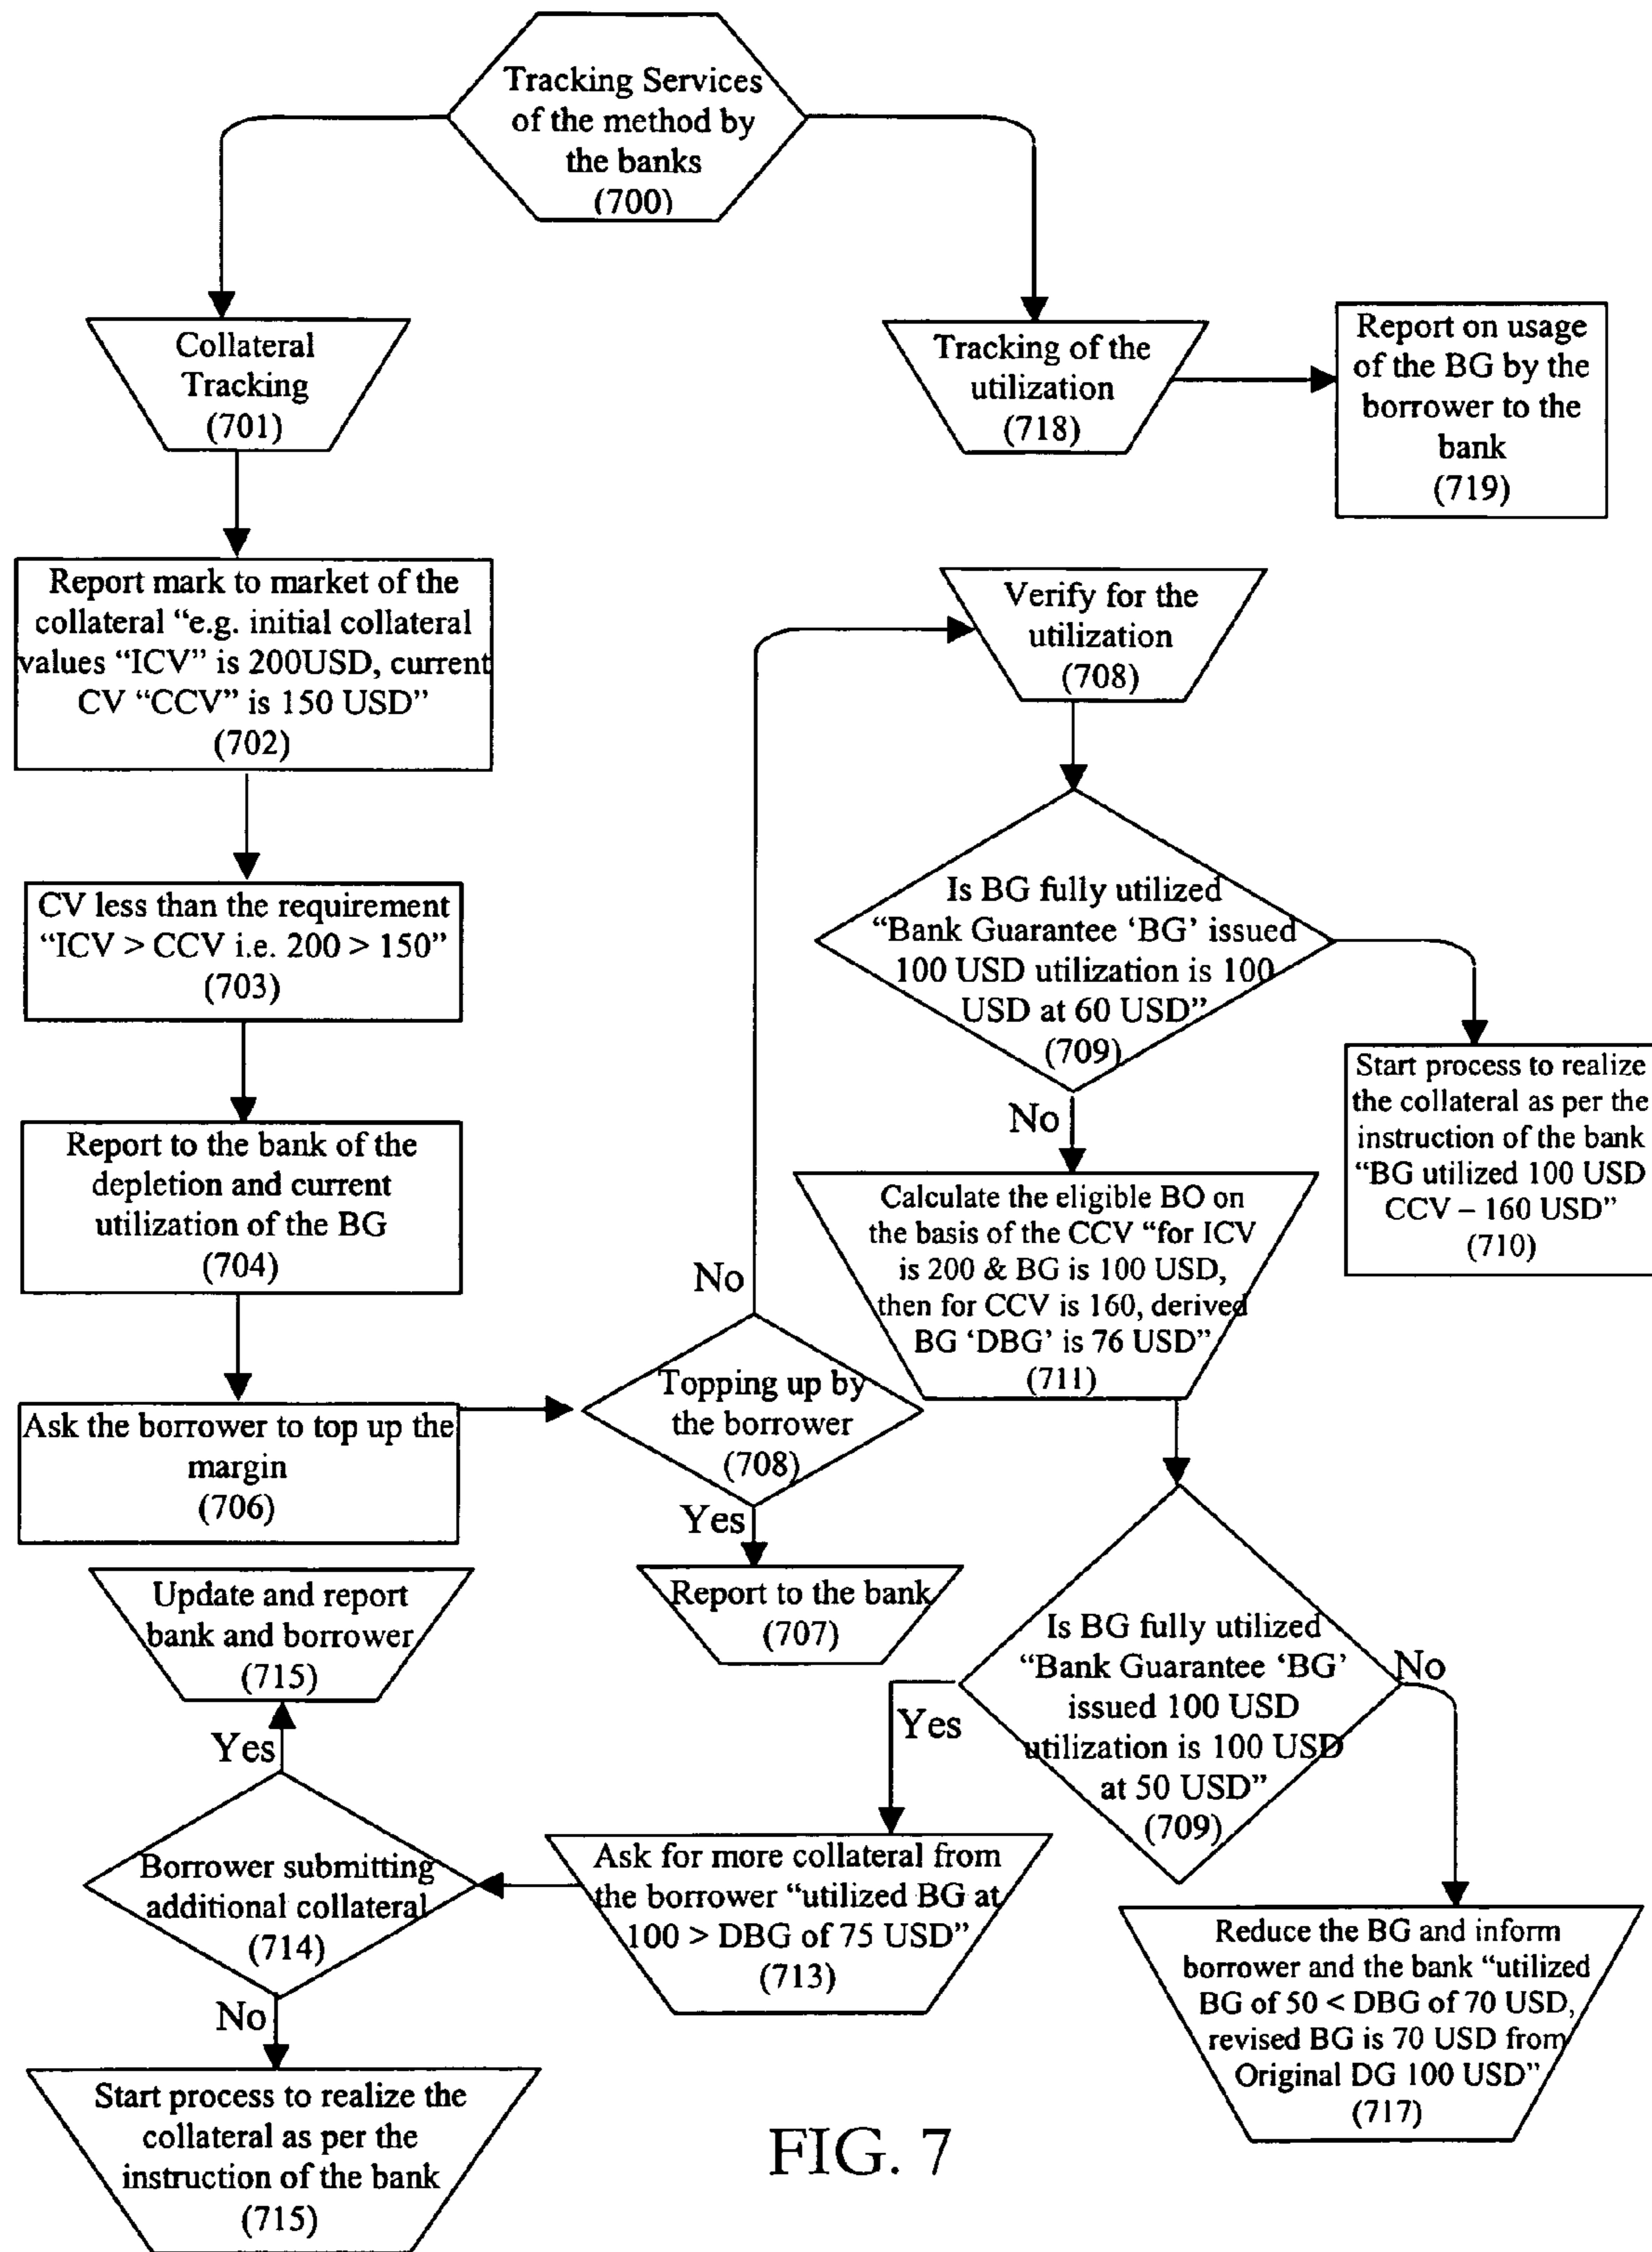 Tracking Services
of the method by
the banks
(700)
Collateral
Tracking
(701)
Tracking of the
utilization
(718)
Report on usage
of the BG by the
borrower to the
bank
(719)
Report mark to market of the
collateral “e.g. initial collateral
values “ICV” is 200USD, current
CV “CCV” is 150 USD”
(702)
Verify for the
utilization
(708)
CV less than the requirement
“ICV > CCV i.e. 200 > 150”
(703)
Is BG fully utilized
“Bank Guarantee ‘BG’ issued
100 USD utilization is 100
USD at 60 USD”
(709)
Start process to realize
the collateral as per the
instruction of the bank
“BG utilized 100 USD
CCV – 160 USD”
(710)
Report to the bank of the
depletion and current
utilization of the BG
(704)
No
Calculate the eligible BO on
the basis of the CCV “for ICV
is 200 & BG is 100 USD,
then for CCV is 160, derived
BG ‘DBG’ is 76 USD”
(711)
Ask the borrower to top up the
margin
(706)
No
Topping up by
the borrower
(708)
Yes
Report to the bank
(707)
Is BG fully utilized
“Bank Guarantee ‘BG’
issued 100 USD
utilization is 100 USD
at 50 USD”
(709)
No
Yes
Update and report
bank and borrower
(715)
Yes
Borrower submitting
additional collateral
(714)
Ask for more collateral from
the borrower “utilized BG at
100 > DBG of 75 USD”
(713)
Reduce the BG and inform
borrower and the bank “utilized
BG of 50 < DBG of 70 USD,
revised BG is 70 USD from
Original DG 100 USD”
(717)
No
Start process to realize the
collateral as per the
instruction of the bank
(715)
FIG. 7